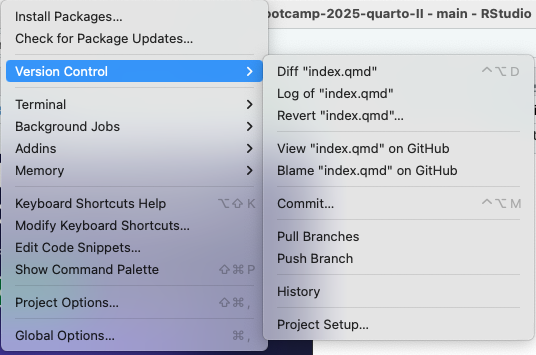 ootcamp-2025-quarto-II - main - RStudio
Install Packages...
Check for Package Updates...
Version Control
Terminal
Background Jobs
Addins
Memory
Keyboard Shortcuts Help ⌥⇧K
Modify Keyboard Shortcuts...
Edit Code Snippets...
Show Command Palette ⇧⌘P
Project Options... ⇧⌘,
Global Options... ⌘,
Diff "index.qmd" ^⌥D
Log of "index.qmd"
Revert "index.qmd"...
View "index.qmd" on GitHub
Blame "index.qmd" on GitHub
Commit... ^⌥M
Pull Branches
Push Branch
History
Project Setup...